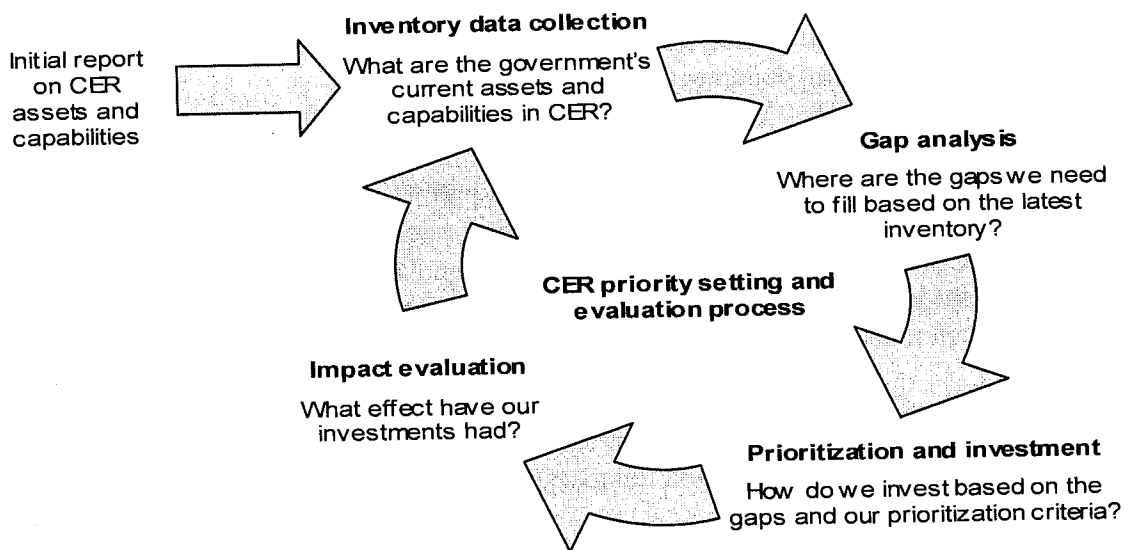 Initial report
on CER
assets and
capabilities
Inventory data collection
What are the government's
current assets and
capabilities in CER?
Gap analysis
Where are the gaps we need
to fill based on the latest
inventory?
CER priority setting and
evaluation process
Prioritization and investment
How do we invest based on the
gaps and our prioritization criteria?
Impact evaluation
What effect have our
investments had?